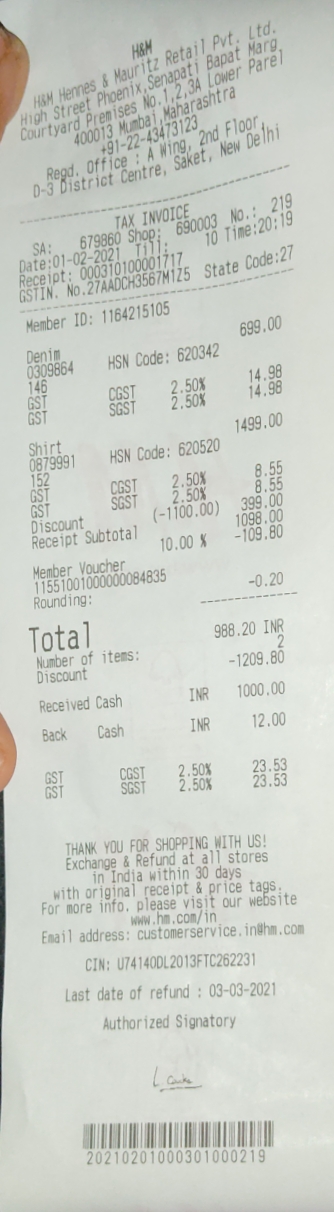 H&M
H&M Hennes & Mauritz Retail Pvt. Ltd.
High Street Phoenix,Senapati Bapat Marg
Courtyard Premises No.1,2,3A Lower Parel
400013 Mumbai,Maharashtra
+91-22-43473123
Regd. Office : A Wing, 2nd Floor,
D-3 District Centre, Saket, New Delhi
TAX INVOICE
SA: 679860 Shop: 690003 No.: 219
Date:01-02-2021 Till: 10 Time:20:19
Receipt: 000310100001717
GSTIN. No.27AADCH3567M1Z5 State Code:27
Member ID: 1164215105
Denim 699.00
0309864 HSN Code: 620342
146
GST CGST 2.50% 14.98
GST SGST 2.50% 14.98
Shirt 1499.00
0879991 HSN Code: 620520
152
GST CGST 2.50% 8.55
GST SGST 2.50% 8.55
Discount (-1100.00) 399.00
Receipt Subtotal 1098.00
10.00 % -109.80
Member Voucher
11551001000000084835
Rounding: -0.20
Total 988.20 INR
Number of items: 2
Discount -1209.80
Received Cash INR 1000.00
Back Cash INR 12.00
GST CGST 2.50% 23.53
GST SGST 2.50% 23.53
THANK YOU FOR SHOPPING WITH US!
Exchange & Refund at all stores
in India within 30 days
with original receipt & price tags.
For more info, please visit our website
www.hm.com/in
Email address: customerservice.in@hm.com
CIN: U74140DL2013FTC262231
Last date of refund : 03-03-2021
Authorized Signatory
20210201000301000219